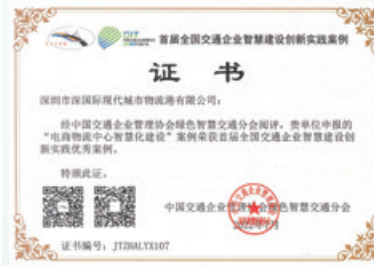 CIT
首届全国交通企业智慧建设创新实践案例
证 书
深圳市深国际现代城市物流港有限公司：
经中国交通企业管理协会绿色智慧交通分会阅评，贵单位申报的
“电商物流中心智慧化建设”案例荣获首届全国交通企业智慧建设创
新实践优秀案例。
特颁此证。
中国交通企业管理协会绿色智慧交通分会
证书编号：JTZHALYX107